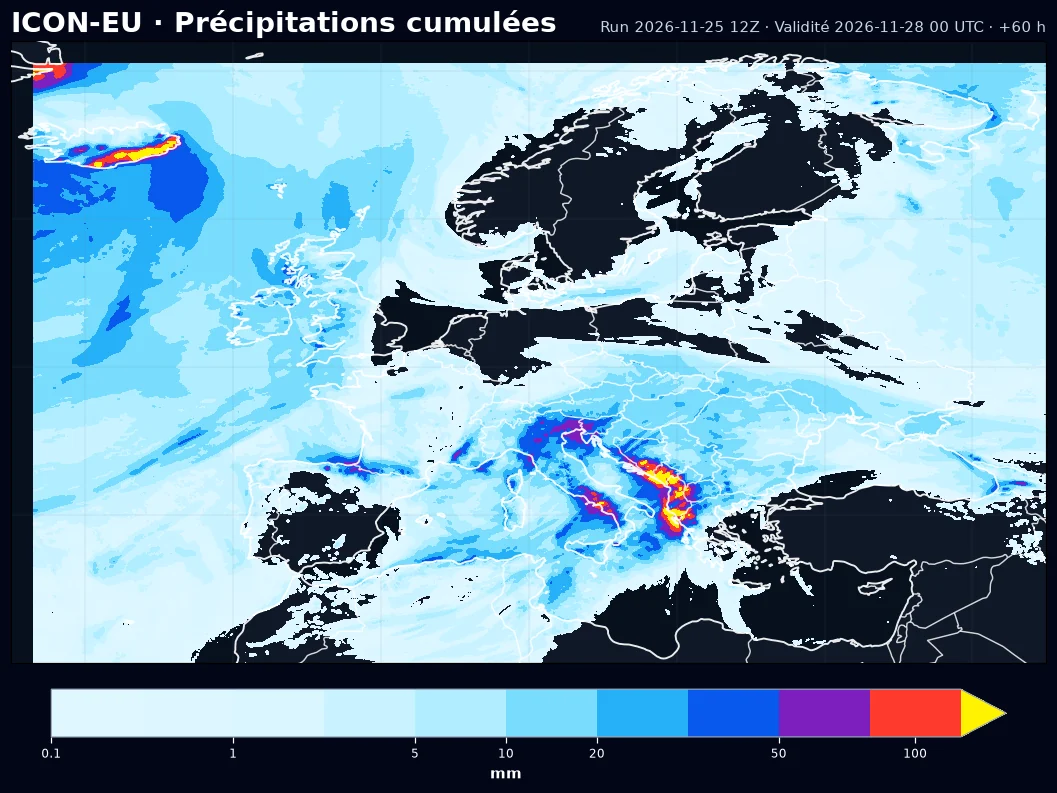 ICON-EU · Précipitations cumulées
Run 2026-11-25 12Z · Validité 2026-11-28 00 UTC · +60 h
0.1 1 5 10 20 50 100
mm